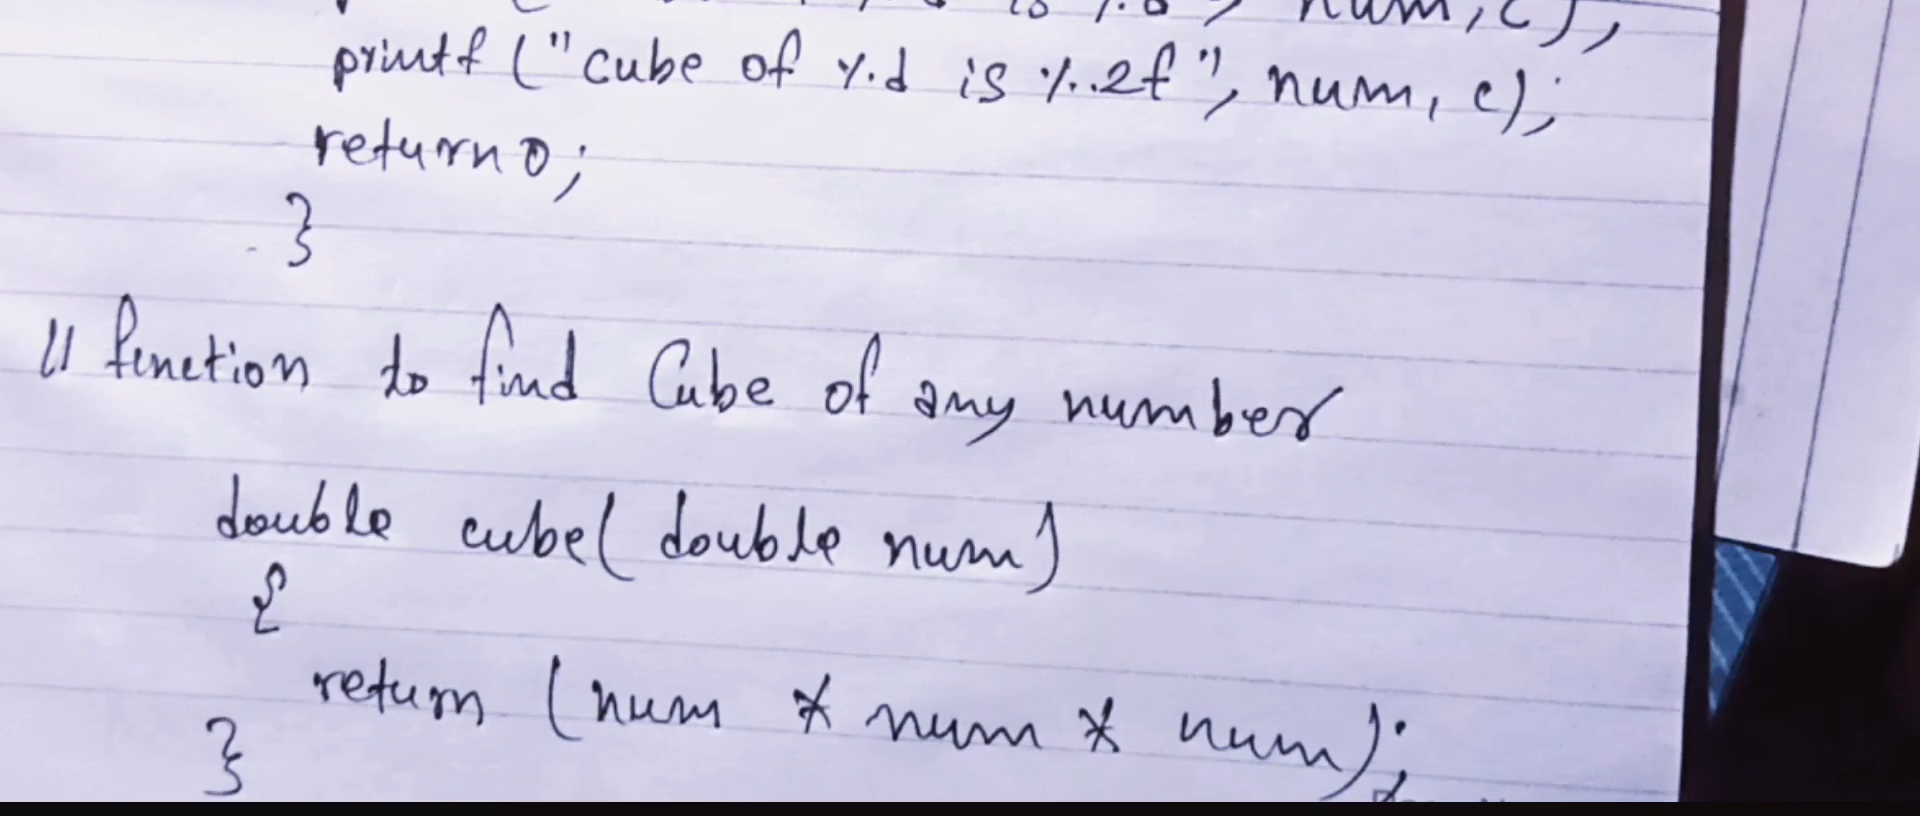 num, c);
printf ("cube of %d is %.2f", num, c);
return 0;
}
// function to find Cube of any number
double cube( double num)
{
return (num * num * num);
}